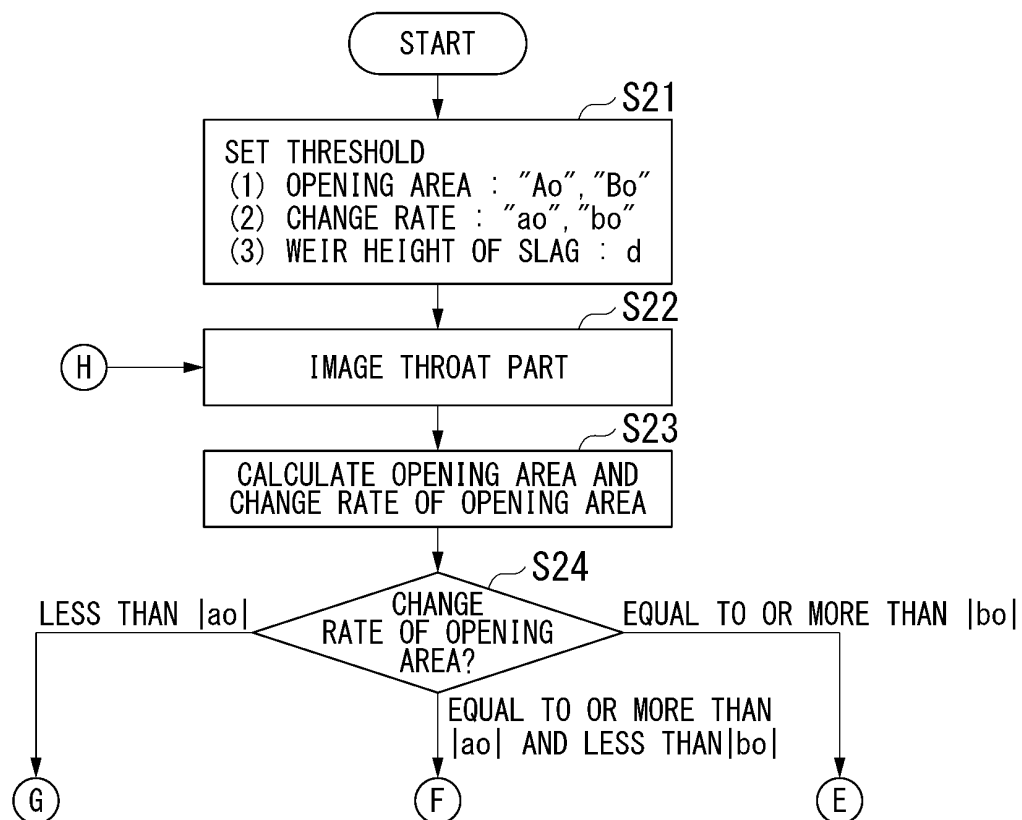 START
S21
SET THRESHOLD
(1) OPENING AREA : "Ao","Bo"
(2) CHANGE RATE : "ao","bo"
(3) WEIR HEIGHT OF SLAG : d
S22
H
IMAGE THROAT PART
S23
CALCULATE OPENING AREA AND
CHANGE RATE OF OPENING AREA
S24
LESS THAN |ao|
CHANGE
RATE OF OPENING
AREA?
EQUAL TO OR MORE THAN |bo|
EQUAL TO OR MORE THAN
|ao| AND LESS THAN|bo|
G
F
E